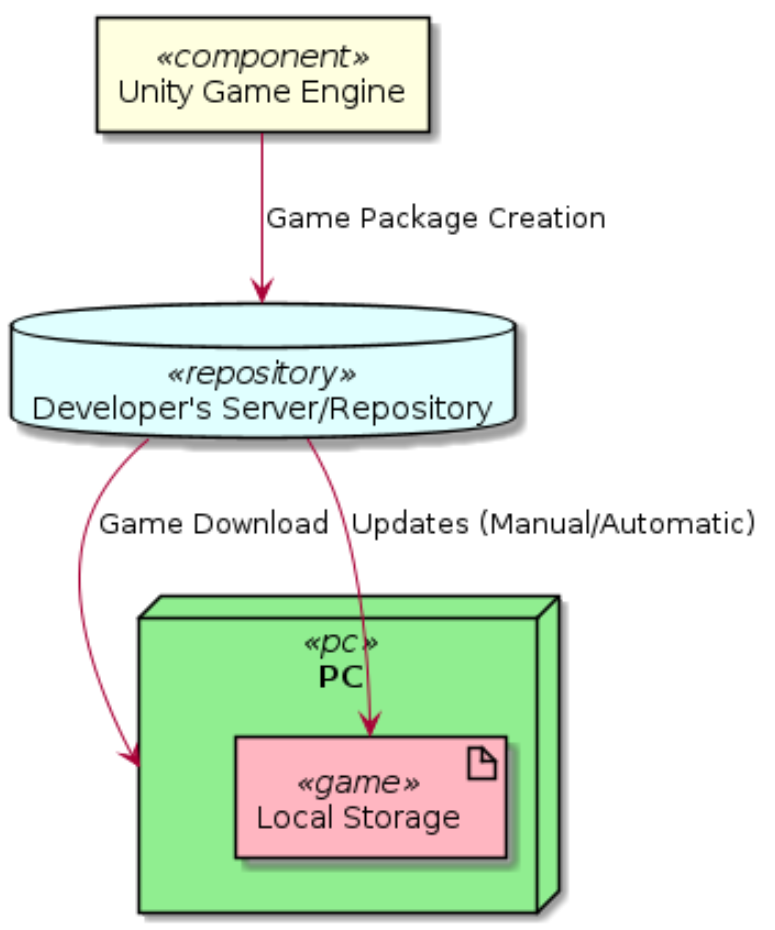 «component»
Unity Game Engine
Game Package Creation
«repository»
Developer's Server/Repository
Game Download
Updates (Manual/Automatic)
«pc»
PC
«game»
Local Storage